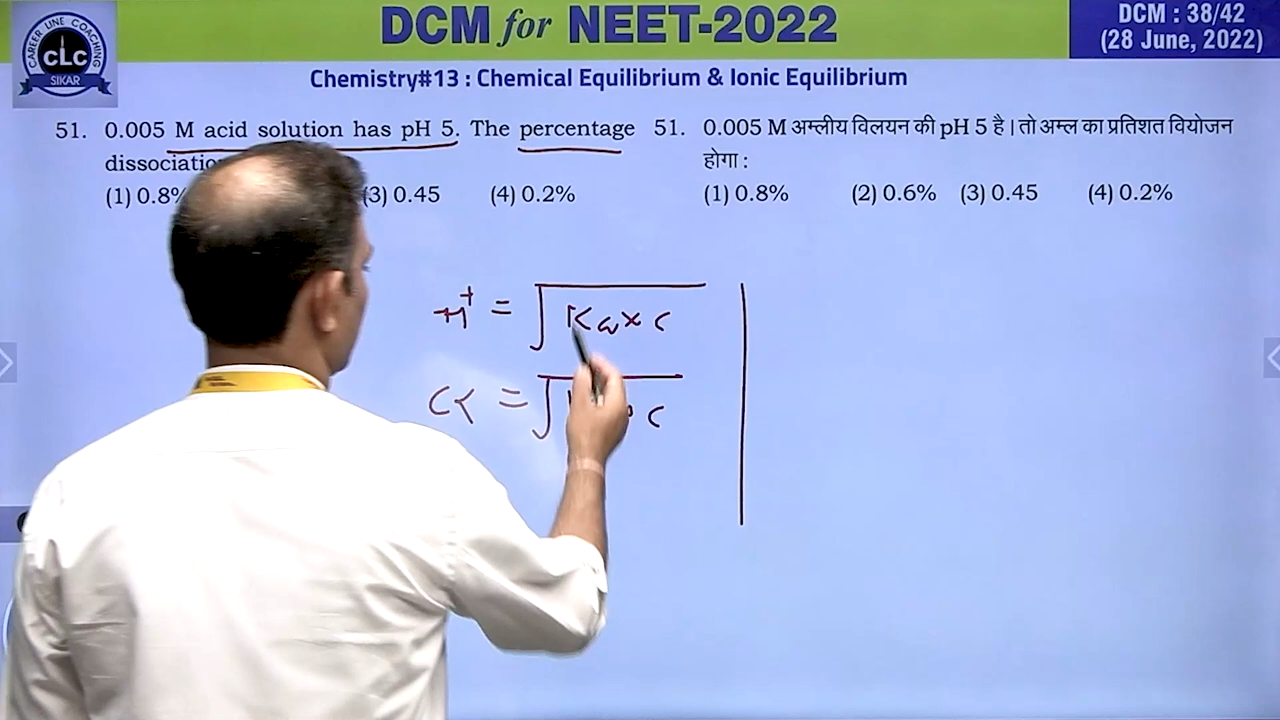 DCM for NEET-2022
DCM : 38/42
(28 June, 2022)
CAREER LINE COACHING
CLC
SIKAR
Chemistry#13 : Chemical Equilibrium & Ionic Equilibrium
51. 0.005 M acid solution has pH 5. The percentage
(1) 0.8% (3) 0.45 (4) 0.2%
51. 0.005 M अम्लीय विलयन की pH 5 है। तो अम्ल का प्रतिशत वियोजन
होगा :
(1) 0.8% (2) 0.6% (3) 0.45 (4) 0.2%
H⁺ = √Ka × C